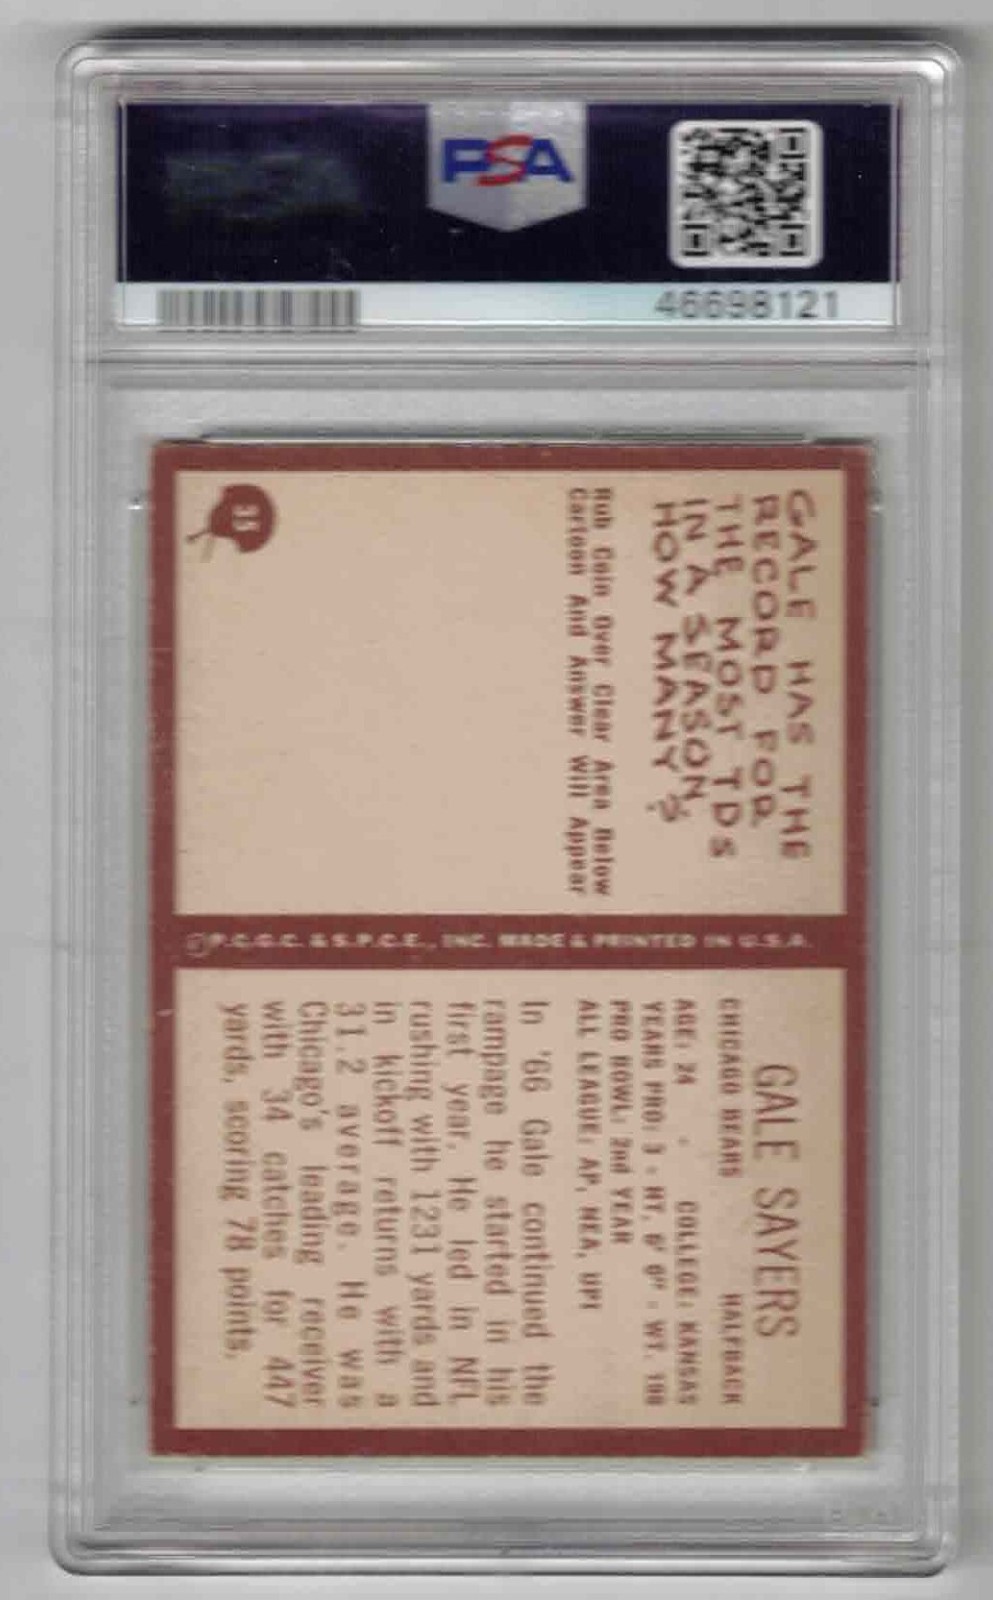 PSA
46698121
GALE HAS THE
RECORD FOR
THE MOST TDS
IN A SEASON
HOW MANY?
Rub Coin Over Clear Area Below
Cartoon And Answer Will Appear
35
©P.C.G.C. & S.P.C.E., INC. MADE & PRINTED IN U.S.A.
GALE SAYERS
CHICAGO BEARS HALFBACK
AGE: 24 · COLLEGE: KANSAS
YEARS PRO: 3 · HT. 6' 0" · WT. 198
PRO BOWL: 2nd YEAR
ALL LEAGUE: AP, NEA, UPI
In '66 Gale continued the
rampage he started in his
first year. He led in NFL
rushing with 1231 yards and
in kickoff returns with a
31.2 average. He was
Chicago's leading receiver
with 34 catches for 447
yards, scoring 78 points.